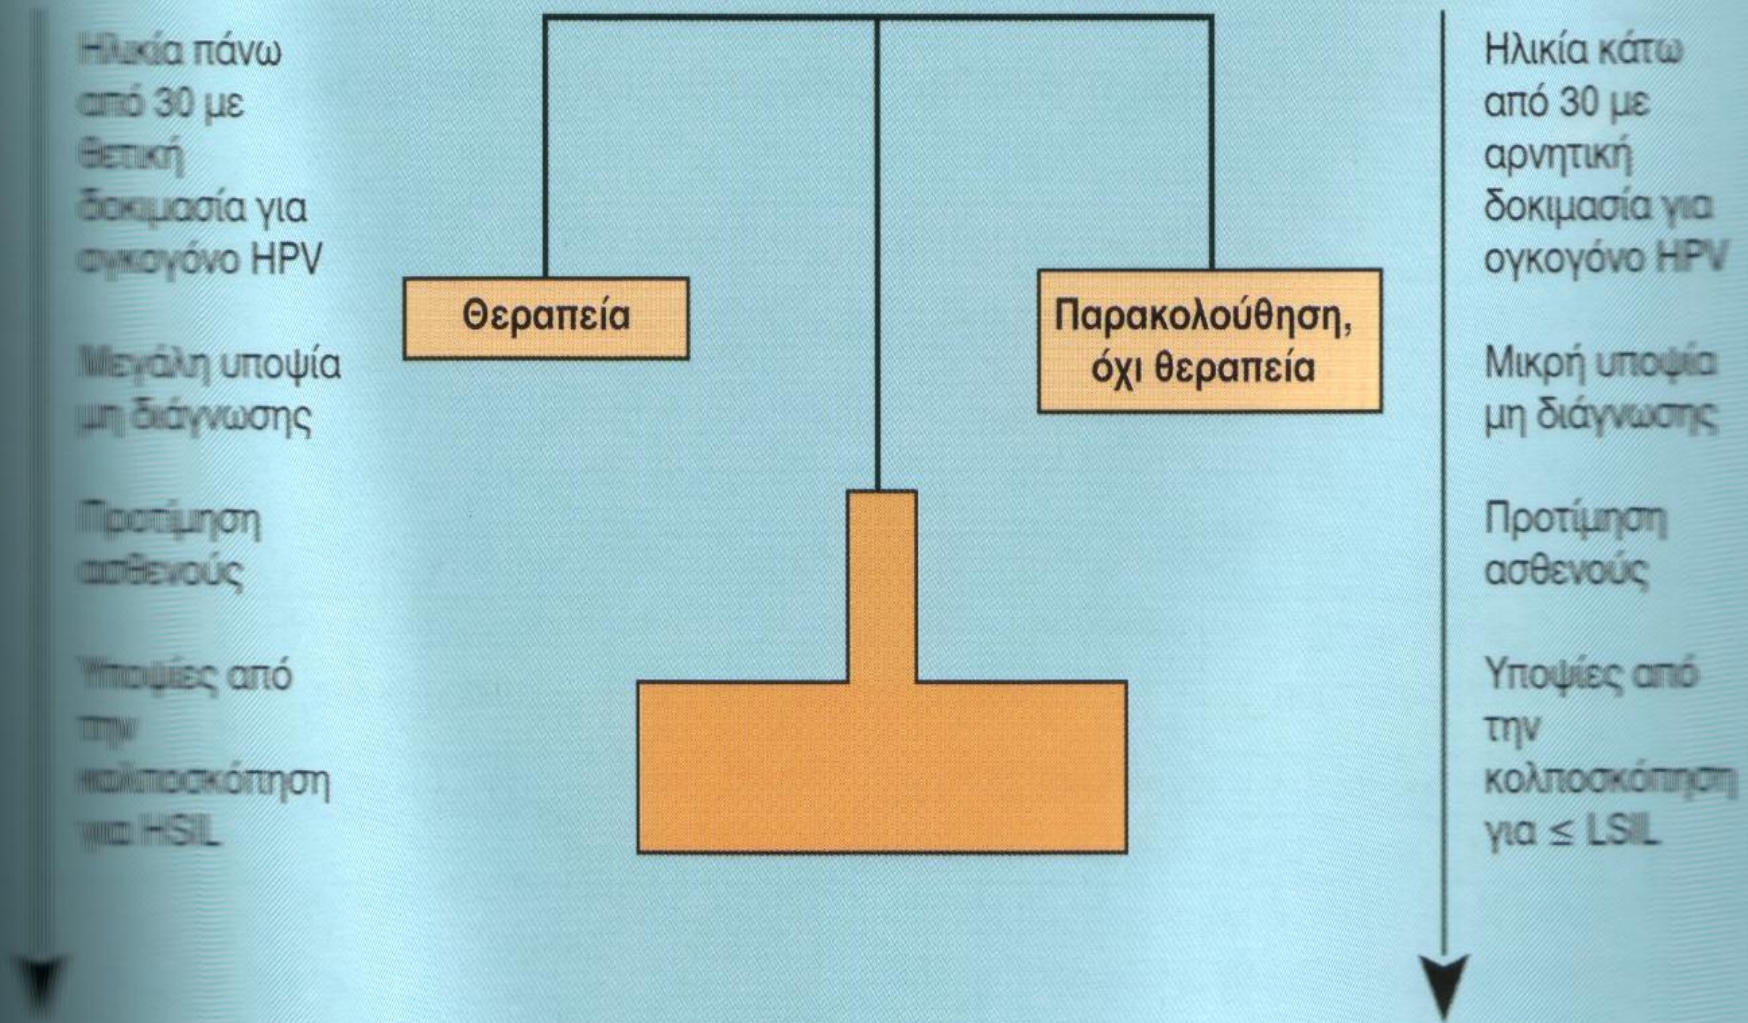 Ηλικία πάνω
από 30 με
θετική
δοκιμασία για
ογκογόνο HPV
Μεγάλη υποψία
μη διάγνωσης
Προτίμηση
ασθενούς
Υποψίες από
την
κολποσκόπηση
για HSIL
Θεραπεία
Παρακολούθηση,
όχι θεραπεία
Ηλικία κάτω
από 30 με
αρνητική
δοκιμασία για
ογκογόνο HPV
Μικρή υποψία
μη διάγνωσης
Προτίμηση
ασθενούς
Υποψίες από
την
κολποσκόπηση
για ≤ LSIL